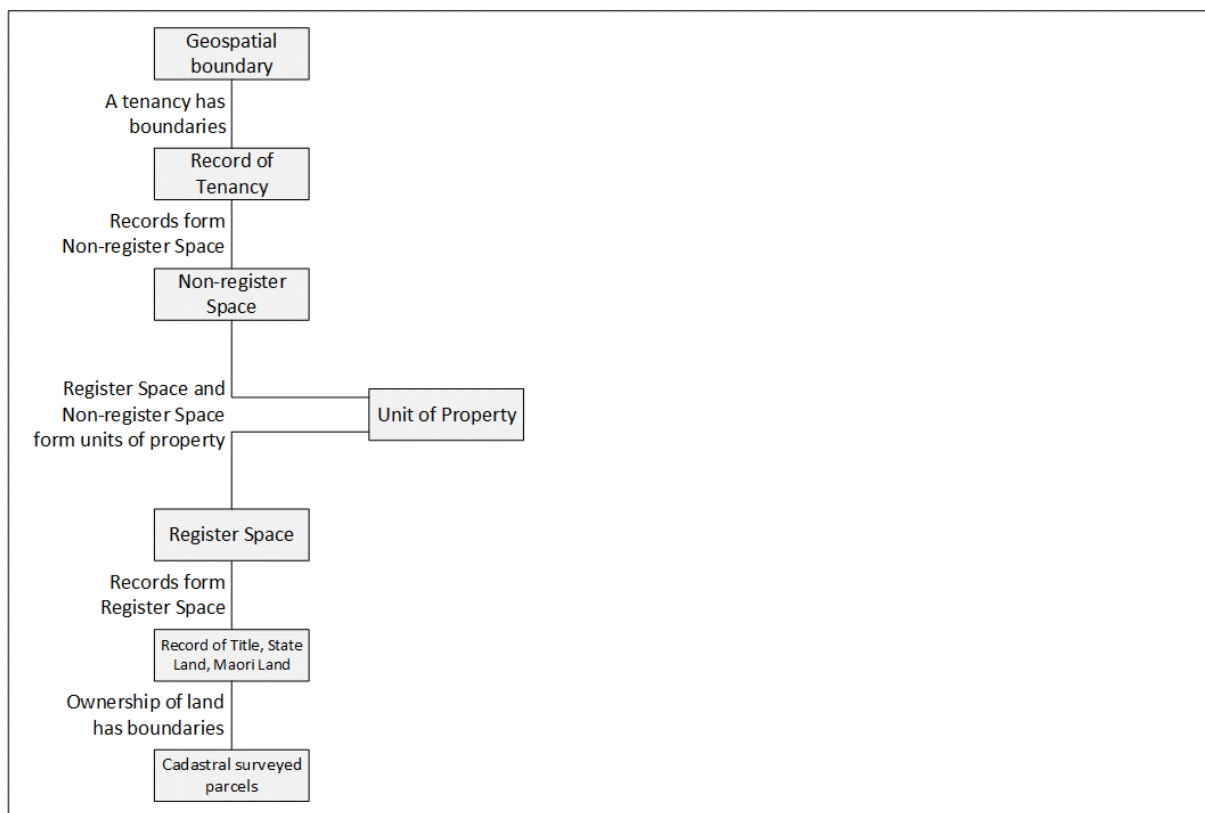 Geospatial
boundary
A tenancy has
boundaries
Record of
Tenancy
Records form
Non-register Space
Non-register
Space
Register Space and
Non-register Space
form units of property
Unit of Property
Register Space
Records form
Register Space
Record of Title, State
Land, Maori Land
Ownership of land
has boundaries
Cadastral surveyed
parcels